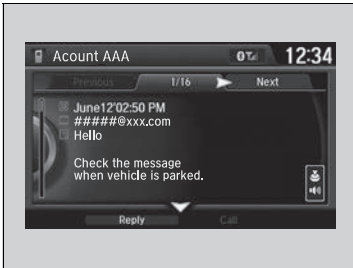 Acount AAA
12:34
Previous
1/16
Next
June12'02:50 PM
#####@xxx.com
Hello
Check the message
when vehicle is parked.
Reply
Call